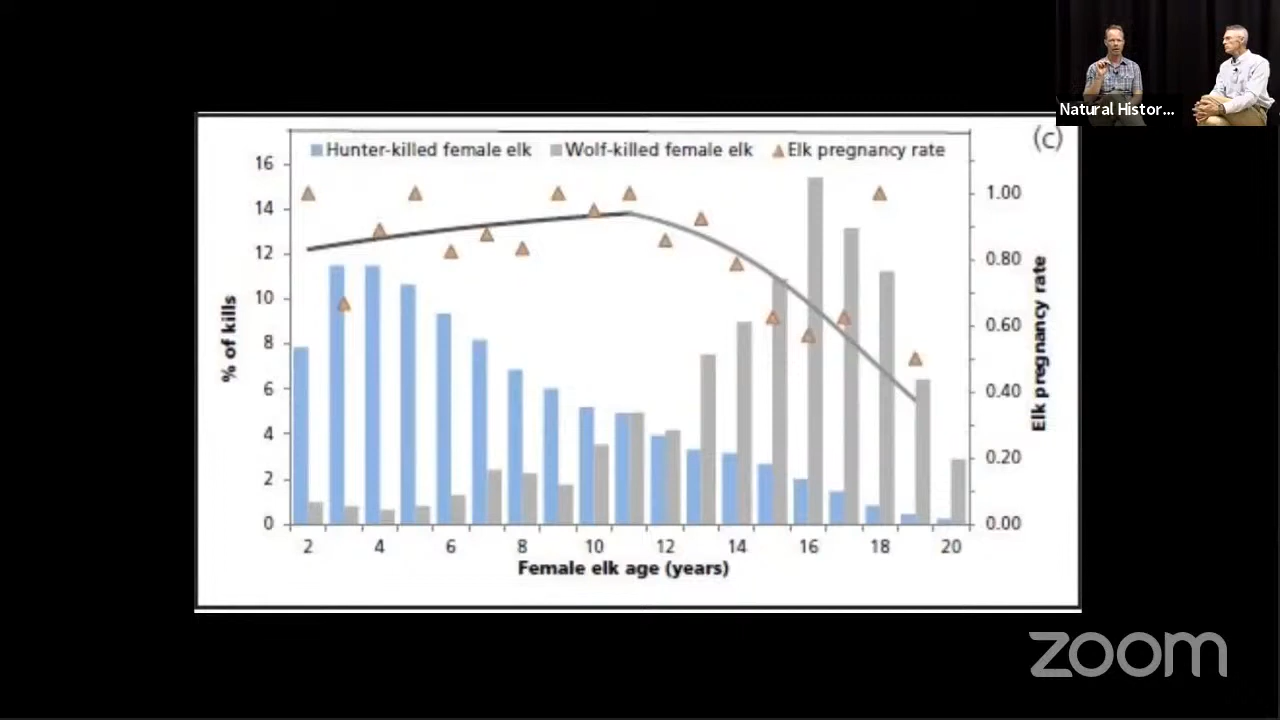 Natural Histor...
(c)
Hunter-killed female elk
Wolf-killed female elk
Elk pregnancy rate
16
14
12
10
8
6
4
2
0
% of kills
1.00
0.80
0.60
0.40
0.20
0.00
Elk pregnancy rate
2 4 6 8 10 12 14 16 18 20
Female elk age (years)
zoom